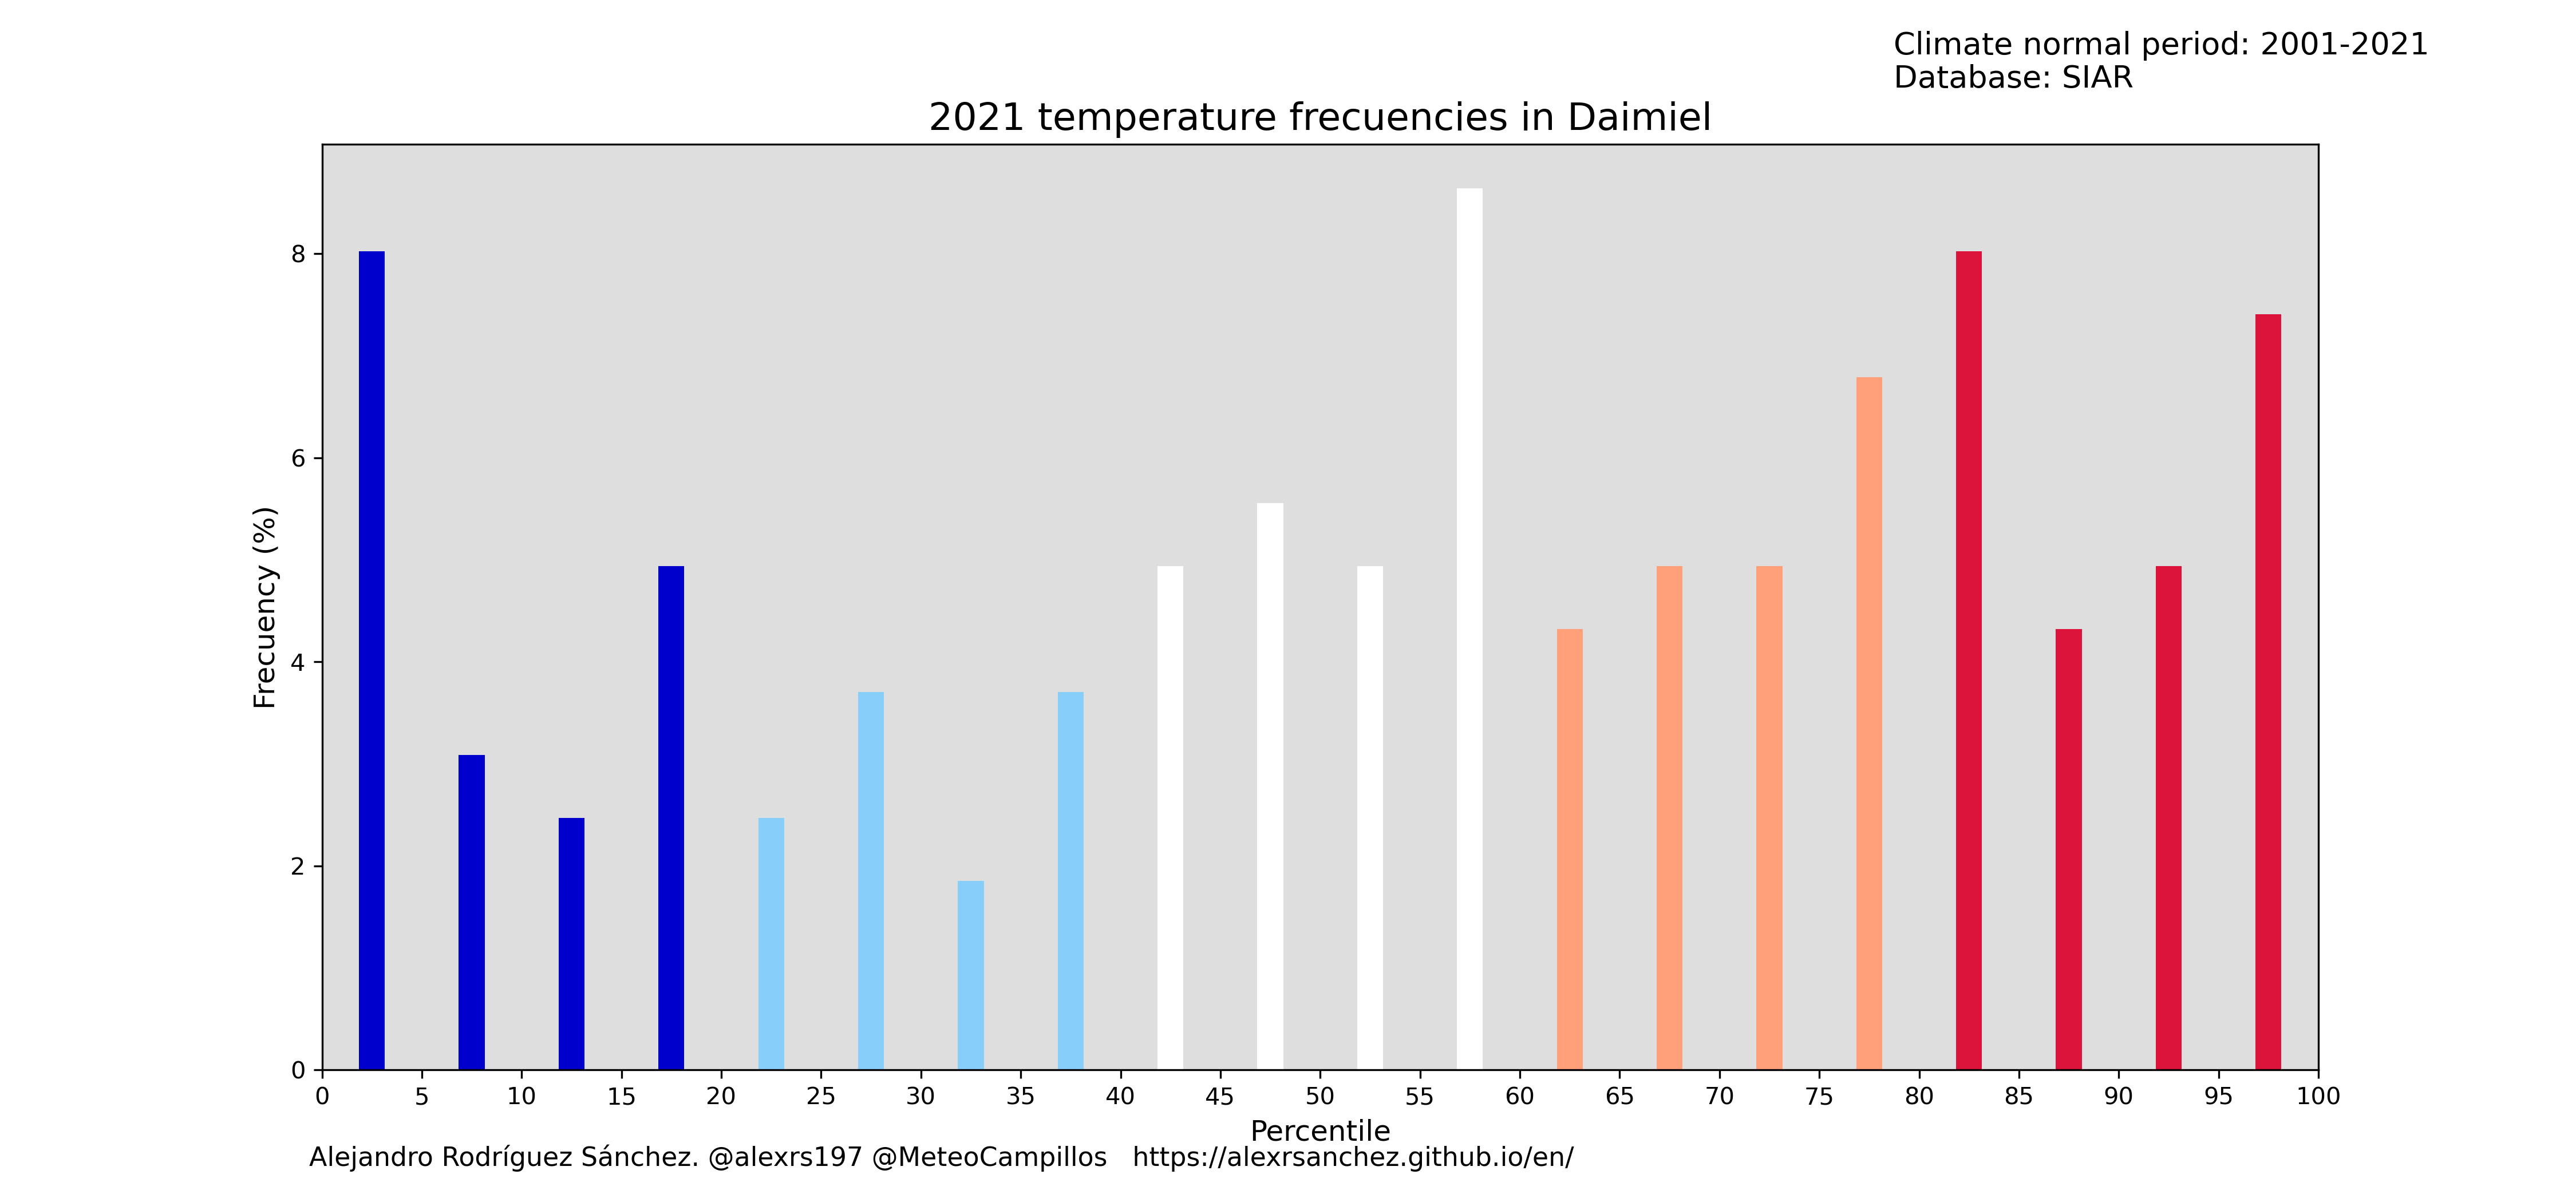 Climate normal period: 2001-2021
Database: SIAR
2021 temperature frecuencies in Daimiel
Frecuency (%)
8
6
4
2
0
0 5 10 15 20 25 30 35 40 45 50 55 60 65 70 75 80 85 90 95 100
Percentile
Alejandro Rodríguez Sánchez. @alexrs197 @MeteoCampillos https://alexrsanchez.github.io/en/